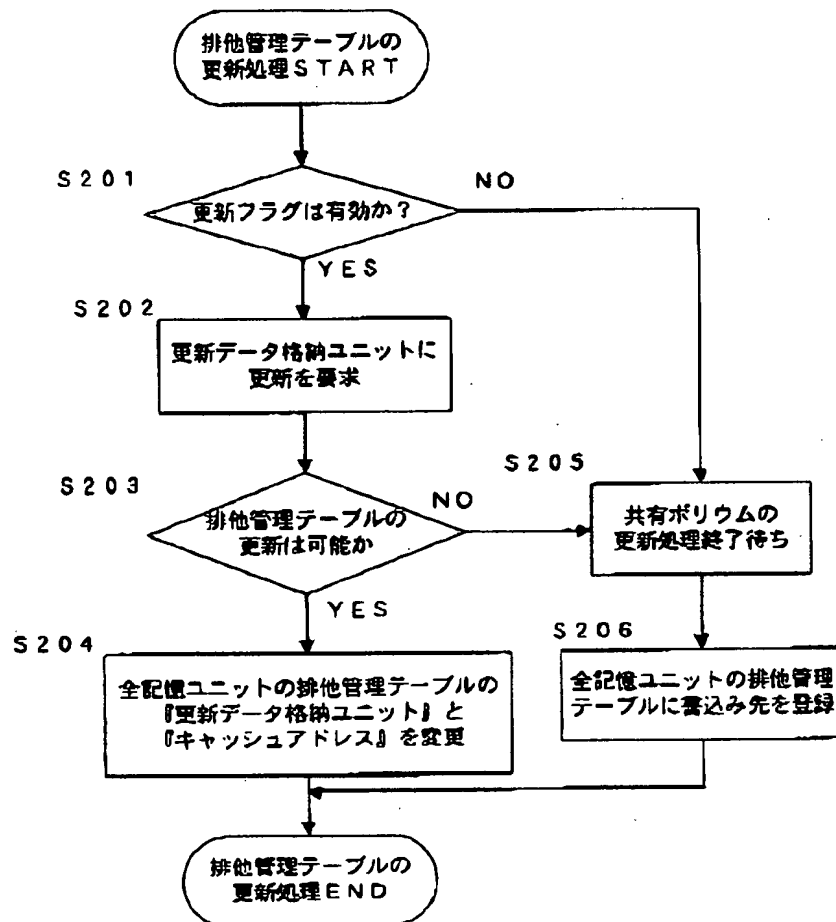 排他管理テーブルの
更新処理START
S201
更新フラグは有効か？
NO
YES
S202
更新データ格納ユニットに
更新を要求
S203
排他管理テーブルの
更新は可能か
NO
YES
S205
共有ボリウムの
更新処理終了待ち
S204
全記憶ユニットの排他管理テーブルの
『更新データ格納ユニット』と
『キャッシュアドレス』を変更
S206
全記憶ユニットの排他管理
テーブルに書込み先を登録
排他管理テーブルの
更新処理END